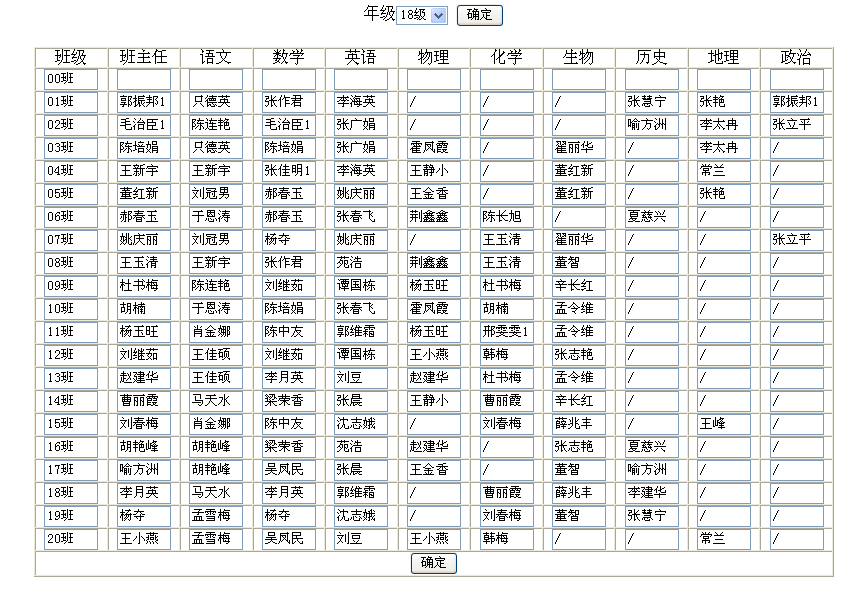 年级 18级 确定
班级 班主任 语文 数学 英语 物理 化学 生物 历史 地理 政治
00班
01班 郭振邦1 只德英 张作君 李海英 / / / 张慧宁 张艳 郭振邦1
02班 毛治臣1 陈连艳 毛治臣1 张广娟 / / / 喻方洲 李太冉 张立平
03班 陈培娟 只德英 陈培娟 张广娟 霍凤霞 / 翟丽华 / 李太冉 /
04班 王新宇 王新宇 张佳明1 李海英 王静小 / 董红新 / 常兰 /
05班 董红新 刘冠男 郝春玉 姚庆丽 王金香 / 董红新 / 张艳 /
06班 郝春玉 于恩涛 郝春玉 张春飞 荆鑫鑫 陈长旭 / 夏慈兴 / /
07班 姚庆丽 刘冠男 杨夺 姚庆丽 / 王玉清 翟丽华 / / 张立平
08班 王玉清 王新宇 张作君 苑浩 荆鑫鑫 王玉清 董智 / / /
09班 杜书梅 陈连艳 刘继茹 谭国栋 杨玉旺 杜书梅 辛长红 / / /
10班 胡楠 于恩涛 陈培娟 张春飞 霍凤霞 胡楠 孟令维 / / /
11班 杨玉旺 肖金娜 陈中友 郭维霜 杨玉旺 邢雯雯1 孟令维 / / /
12班 刘继茹 王佳硕 刘继茹 谭国栋 王小燕 韩梅 张志艳 / / /
13班 赵建华 王佳硕 李月英 刘豆 赵建华 杜书梅 孟令维 / / /
14班 曹丽霞 马天水 梁荣香 张晨 王静小 曹丽霞 辛长红 / / /
15班 刘春梅 肖金娜 陈中友 沈志娥 / 刘春梅 薛兆丰 / 王峰 /
16班 胡艳峰 胡艳峰 梁荣香 苑浩 赵建华 / 张志艳 夏慈兴 / /
17班 喻方洲 胡艳峰 吴凤民 张晨 王金香 / 董智 喻方洲 / /
18班 李月英 马天水 李月英 郭维霜 / 曹丽霞 薛兆丰 李建华 / /
19班 杨夺 孟雪梅 杨夺 沈志娥 / 刘春梅 董智 张慧宁 / /
20班 王小燕 孟雪梅 吴凤民 刘豆 王小燕 韩梅 / / 常兰 /
确定